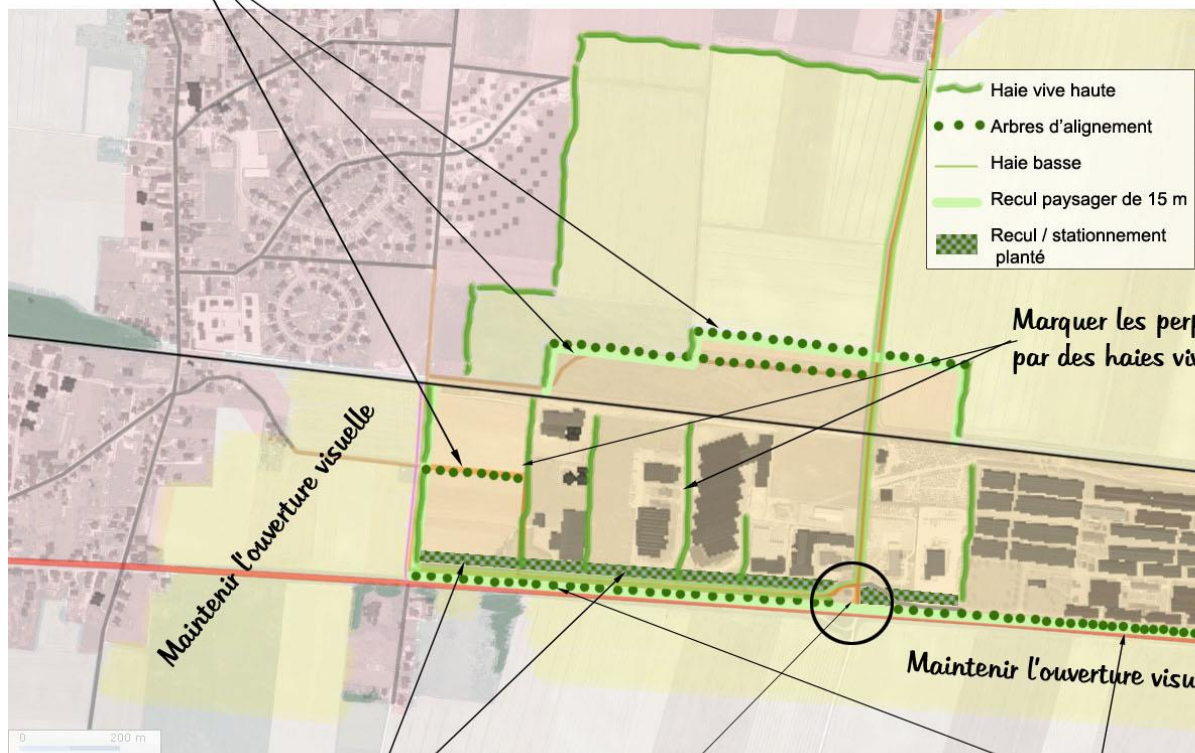 Haie vive haute
Arbres d'alignement
Haie basse
Recul paysager de 15 m
Recul / stationnement
planté
Marquer les
par des haies
Maintenir l'ouverture visuelle
Maintenir l'ouverture
0 200 m